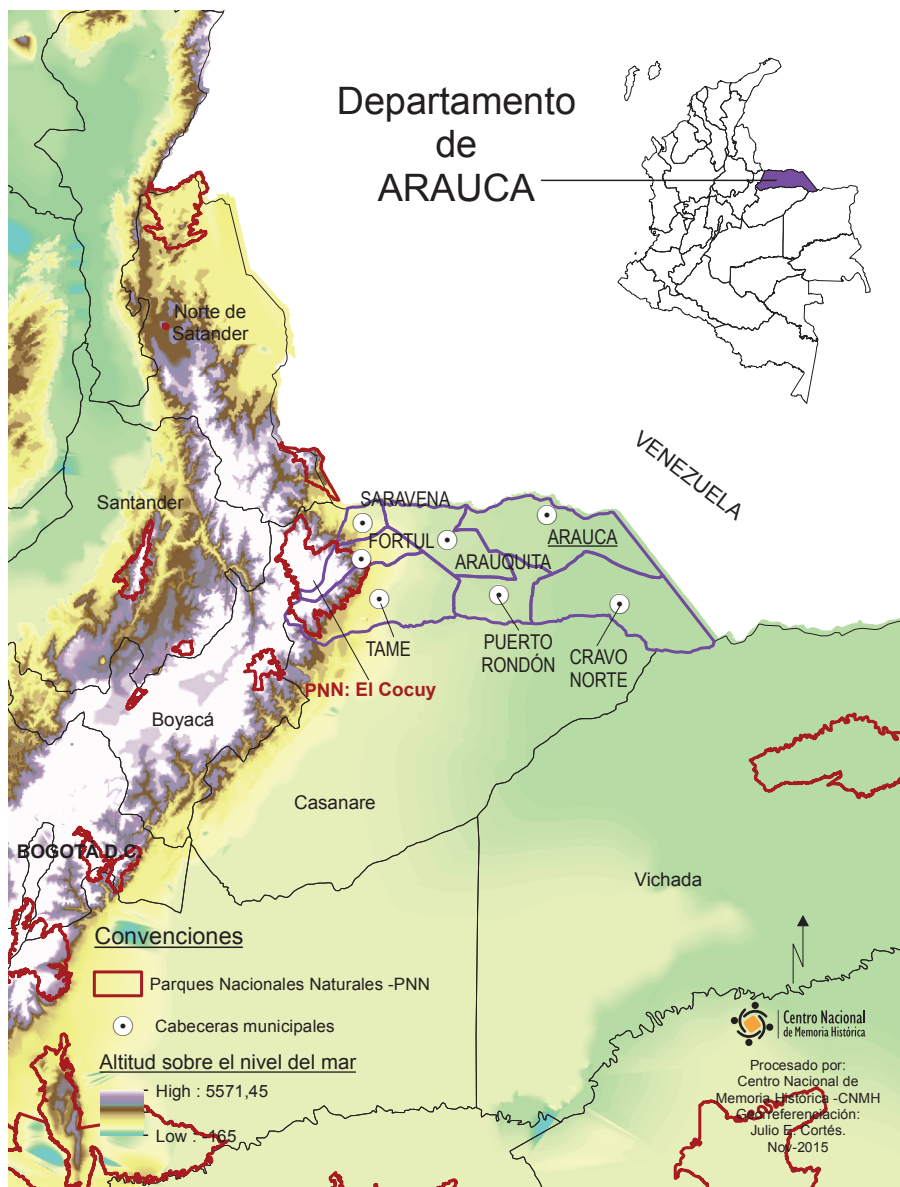 Departamento
de
ARAUCA
Norte de
Satander
VENEZUELA
Santander
SARAVENA
FORTUL
ARAUCA
ARAUQUITA
TAME
PUERTO
RONDÓN
CRAVO
NORTE
PNN: El Cocuy
Boyacá
Casanare
BOGOTA D.C.
Vichada
Convenciones
Parques Nacionales Naturales -PNN
Cabeceras municipales
Altitud sobre el nivel del mar
High : 5571,45
Low : -165
Centro Nacional
de Memoria Histórica
Procesado por:
Centro Nacional de
Memoria Histórica -CNMH
Georreferenciación:
Julio E. Cortés.
Nov-2015